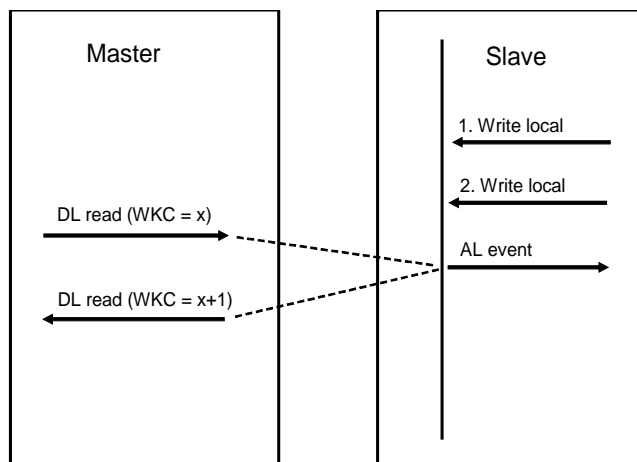 Master
Slave
1. Write local
2. Write local
DL read (WKC = x)
AL event
DL read (WKC = x+1)